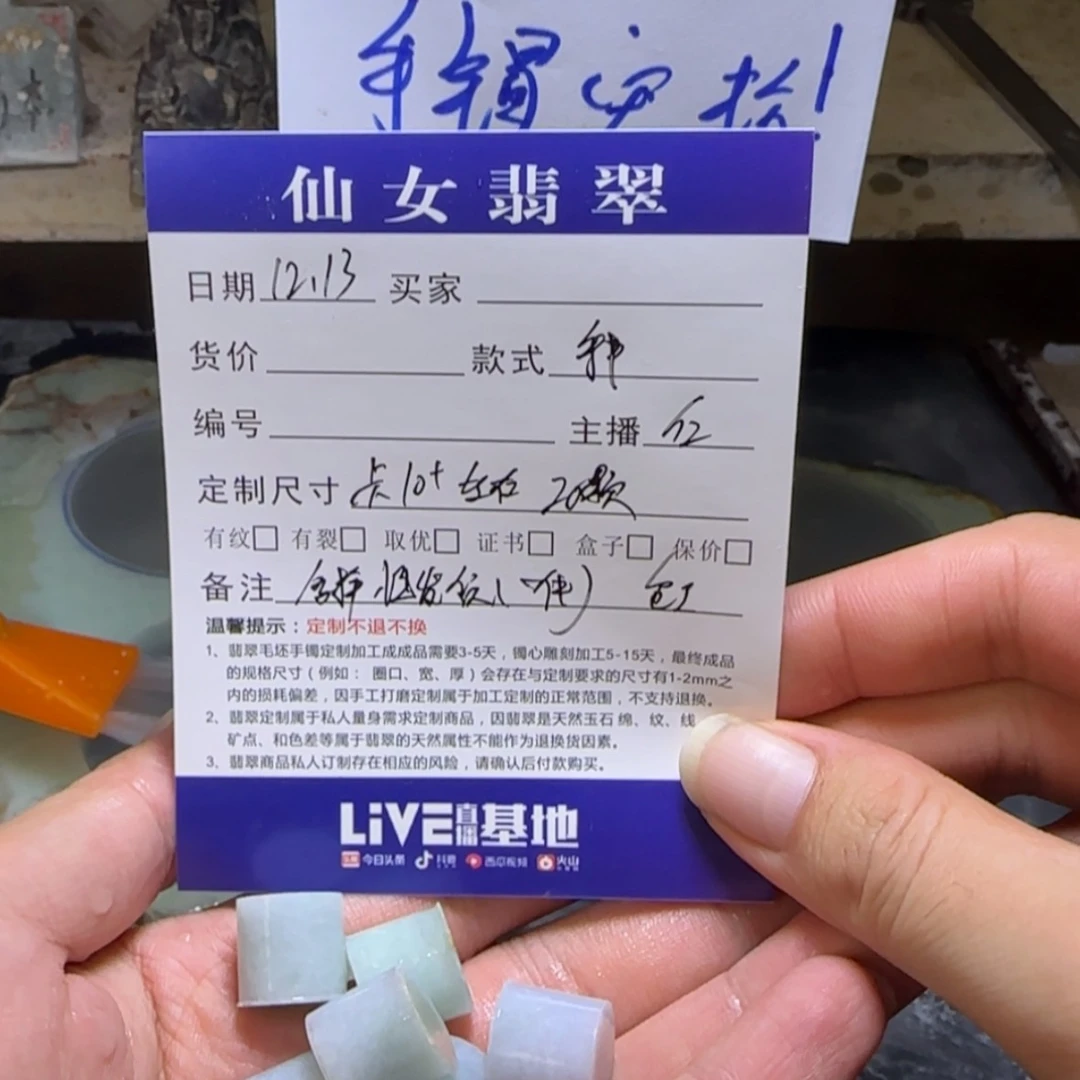 手镯定抢!
仙女翡翠
日期 12.13 买家
货价 款式
编号 主播 红
定制尺寸 卡10+左右 20颗
有纹□ 有裂□ 取优□ 证书□ 盒子□ 保价□
备注
温馨提示：定制不退不换
1、翡翠毛坯手镯定制加工成成品需要3-5天，镯心雕刻加工5-15天，最终成品
的规格尺寸（例如：圈口、宽、厚）会存在与定制要求的尺寸有1-2mm之
内的损耗偏差，因手工打磨定制属于加工定制的正常范围，不支持退换。
2、翡翠定制属于私人量身需求定制商品，因翡翠是天然玉石 绵、纹、线
矿点、和色差等属于翡翠的天然属性不能作为退换货因素。
3、翡翠商品私人订制存在相应的风险，请确认后付款购买。
LiVE直播基地
今日头条 抖音 西瓜视频 火山